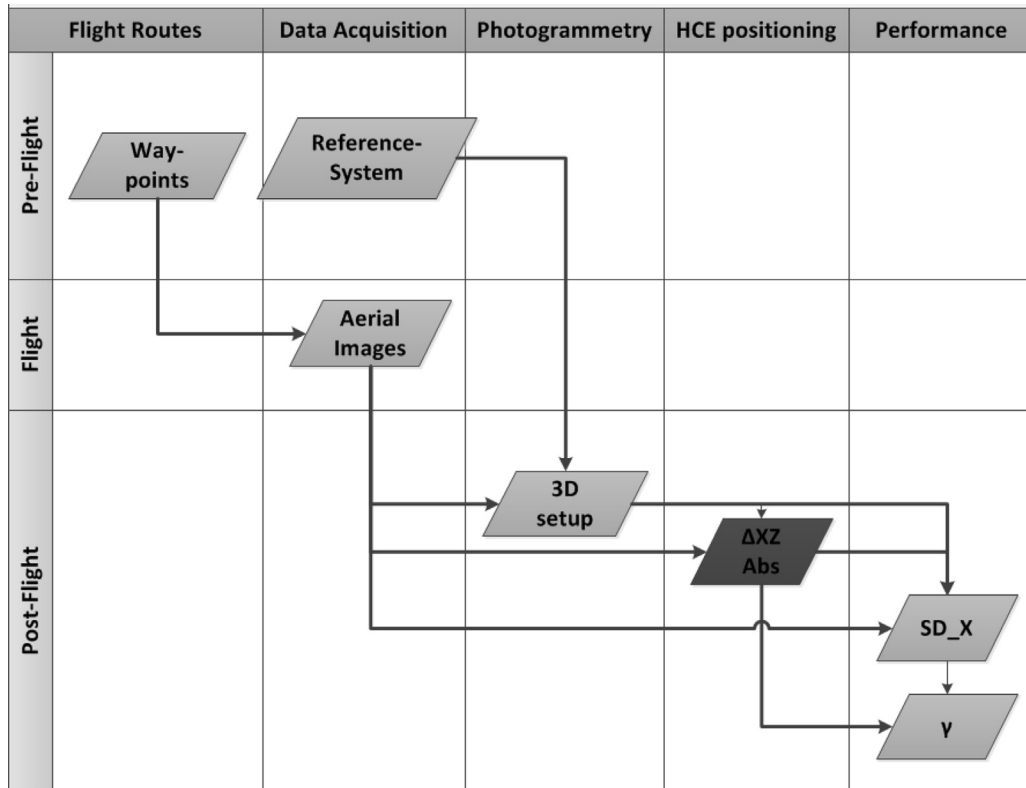 Flight Routes
Data Acquisition
Photogrammetry
HCE positioning
Performance
Pre-Flight
Way-
points
Reference-
System
Flight
Aerial
Images
Post-Flight
3D
setup
ΔXZ
Abs
SD_X
γ